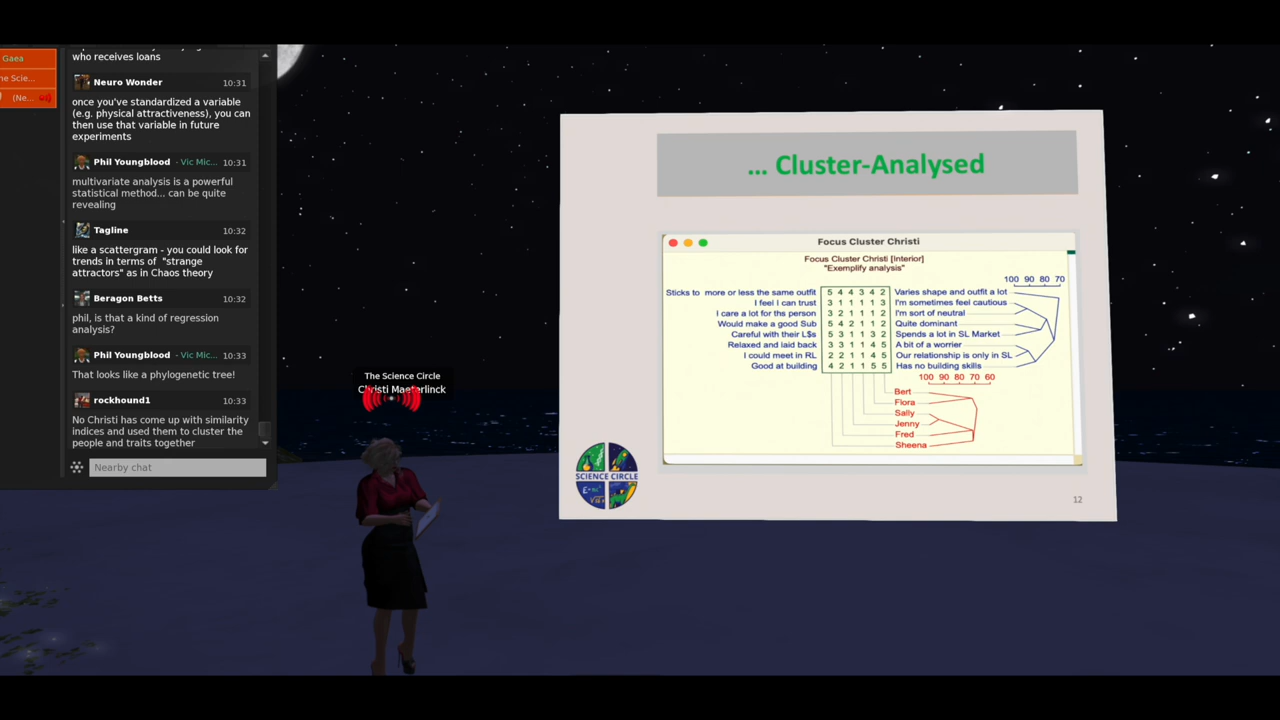 Gaea
he Scie...
(Ne...
who receives loans
Neuro Wonder 10:31
once you've standardized a variable
(e.g. physical attractiveness), you can
then use that variable in future
experiments
Phil Youngblood - Vic Mic... 10:31
multivariate analysis is a powerful
statistical method... can be quite
revealing
Tagline 10:32
like a scattergram - you could look for
trends in terms of "strange
attractors" as in Chaos theory
Beragon Betts 10:32
phil, is that a kind of regression
analysis?
Phil Youngblood - Vic Mic... 10:33
That looks like a phylogenetic tree!
rockhound1 10:33
No Christi has come up with similarity
indices and used them to cluster the
people and traits together
Nearby chat
The Science Circle
Christi Maeterlinck
... Cluster-Analysed
Focus Cluster Christi
Focus Cluster Christi [Interior]
"Exemplify analysis"
100 90 80 70
Sticks to more or less the same outfit 5 4 4 3 4 2 Varies shape and outfit a lot
I feel I can trust 3 1 1 1 1 3 I'm sometimes feel cautious
I care a lot for ths person 3 2 1 1 1 2 I'm sort of neutral
Would make a good Sub 5 4 2 1 1 2 Quite dominant
Careful with their L$s 5 3 1 1 3 2 Spends a lot in SL Market
Relaxed and laid back 3 3 1 1 4 5 A bit of a worrier
I could meet in RL 2 2 1 1 4 5 Our relationship is only in SL
Good at building 4 2 1 1 5 5 Has no building skills
100 90 80 70 60
Bert
Flora
Sally
Jenny
Fred
Sheena
SCIENCE CIRCLE
12